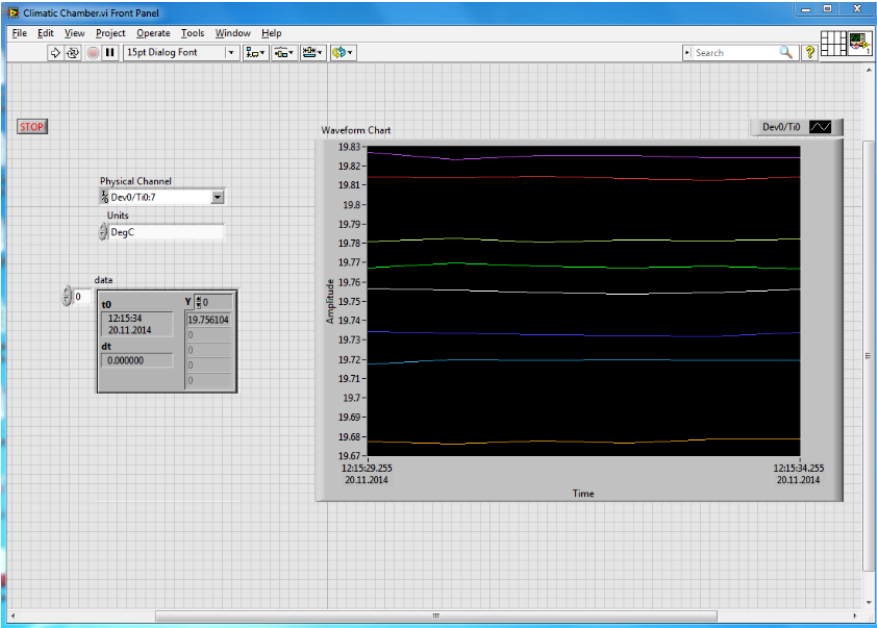 Climatic Chamber.vi Front Panel
File Edit View Project Operate Tools Window Help
15pt Dialog Font
Search
?
1
STOP
Waveform Chart
Dev0/Ti0
Physical Channel
I/O Dev0/Ti0:7
Units
DegC
data
0
t0
12:15:34
20.11.2014
dt
0.000000
Y 0
19.756104
0
0
0
0
Amplitude
19.83
19.82
19.81
19.8
19.79
19.78
19.77
19.76
19.75
19.74
19.73
19.72
19.71
19.7
19.69
19.68
19.67
12:15:29.255
20.11.2014
12:15:34.255
20.11.2014
Time